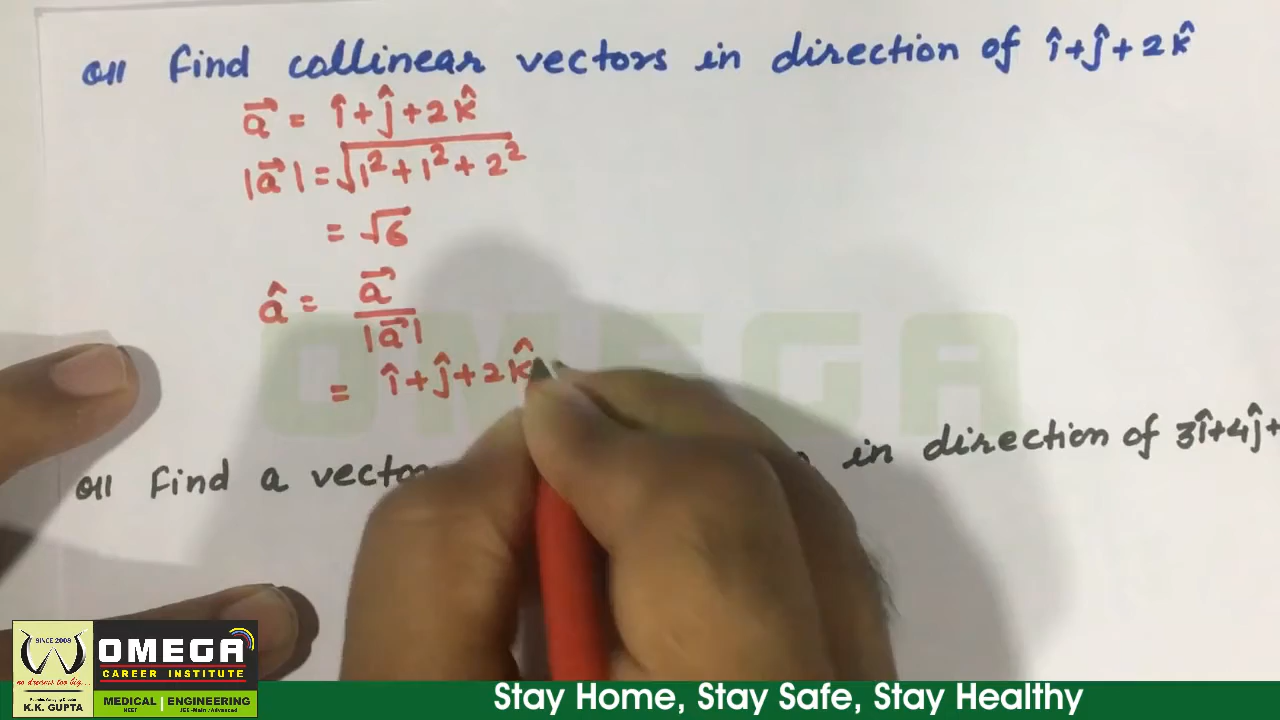 Q11 Find collinear vectors in direction of î+ĵ+2k̂
a⃗ = î+ĵ+2k̂
|a⃗| = √1²+1²+2²
= √6
â = a⃗/|a⃗|
= î+ĵ+2k̂
Q11 Find a vector in direction of 3î+4ĵ+
OMEGA
SINCE 2008
no dreams too big...
K.K. GUPTA
OMEGA
CAREER INSTITUTE
MEDICAL | ENGINEERING
NEET JEE-Main / Advanced
Stay Home, Stay Safe, Stay Healthy